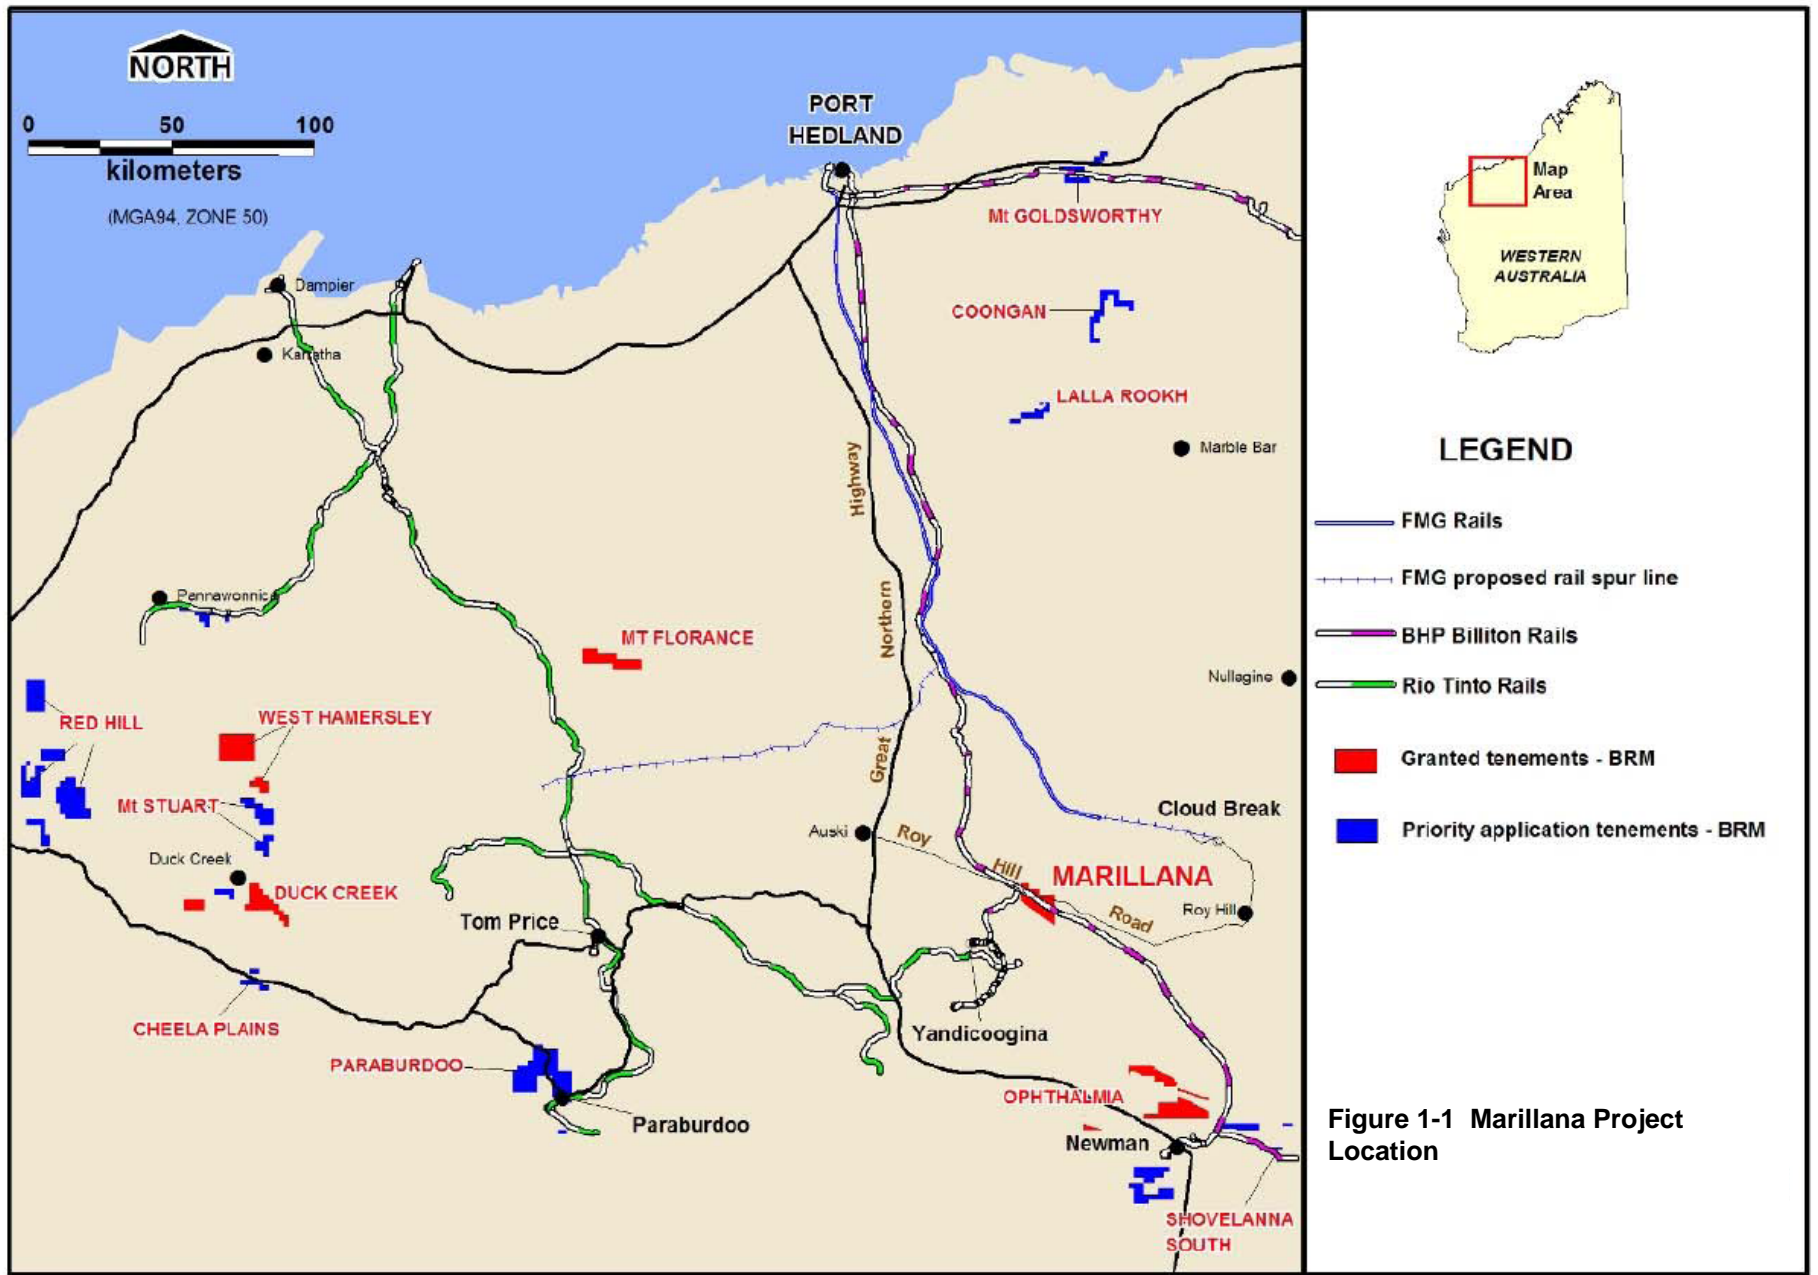 NORTH
0 50 100
kilometers
(MGA94, ZONE 50)
PORT
HEDLAND
Mt GOLDSWORTHY
Dampier
COONGAN
Karratha
LALLA ROOKH
Marble Bar
Highway
Northern
Great
Pannawonnica
MT FLORANCE
Nullagine
RED HILL
WEST HAMERSLEY
Mt STUART
Cloud Break
Auski
Roy
Hill
Road
Duck Creek
MARILLANA
DUCK CREEK
Roy Hill
Tom Price
CHEELA PLAINS
Yandicoogina
PARABURDOO
OPHTHALMIA
Paraburdoo
Newman
SHOVELANNA
SOUTH
Map
Area
WESTERN
AUSTRALIA
LEGEND
FMG Rails
FMG proposed rail spur line
BHP Billiton Rails
Rio Tinto Rails
Granted tenements - BRM
Priority application tenements - BRM
Figure 1-1 Marillana Project
Location